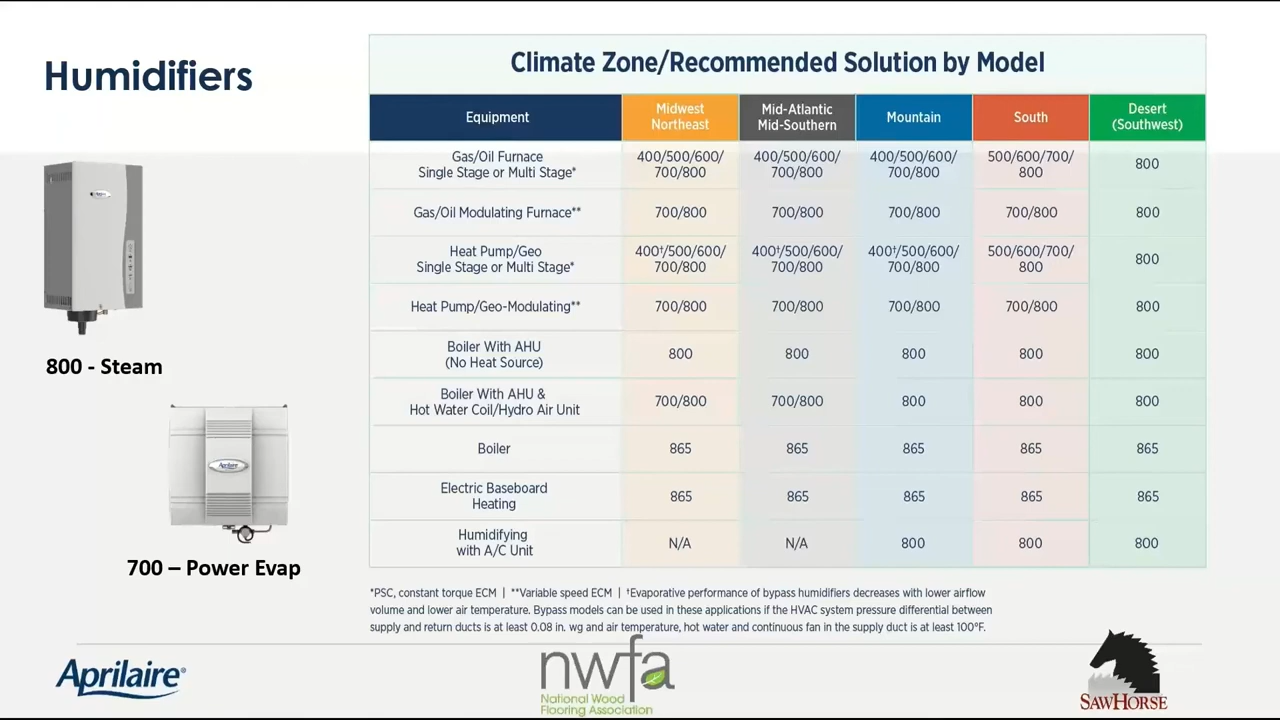 Humidifiers
800 - Steam
Aprilaire
700 – Power Evap
Climate Zone/Recommended Solution by Model
Equipment
Midwest
Northeast
Mid-Atlantic
Mid-Southern
Mountain
South
Desert
(Southwest)
Gas/Oil Furnace
Single Stage or Multi Stage*
400/500/600/
700/800
400/500/600/
700/800
400/500/600/
700/800
500/600/700/
800
800
Gas/Oil Modulating Furnace**
700/800
700/800
700/800
700/800
800
Heat Pump/Geo
Single Stage or Multi Stage*
400†/500/600/
700/800
400†/500/600/
700/800
400†/500/600/
700/800
500/600/700/
800
800
Heat Pump/Geo-Modulating**
700/800
700/800
700/800
700/800
800
Boiler With AHU
(No Heat Source)
800
800
800
800
800
Boiler With AHU &
Hot Water Coil/Hydro Air Unit
700/800
700/800
800
800
800
Boiler
865
865
865
865
865
Electric Baseboard
Heating
865
865
865
865
865
Humidifying
with A/C Unit
N/A
N/A
800
800
800
*PSC, constant torque ECM | **Variable speed ECM | †Evaporative performance of bypass humidifiers decreases with lower airflow
volume and lower air temperature. Bypass models can be used in these applications if the HVAC system pressure differential between
supply and return ducts is at least 0.08 in. wg and air temperature, hot water and continuous fan in the supply duct is at least 100°F.
Aprilaire®
nwfa
National Wood
Flooring Association
SAWHORSE